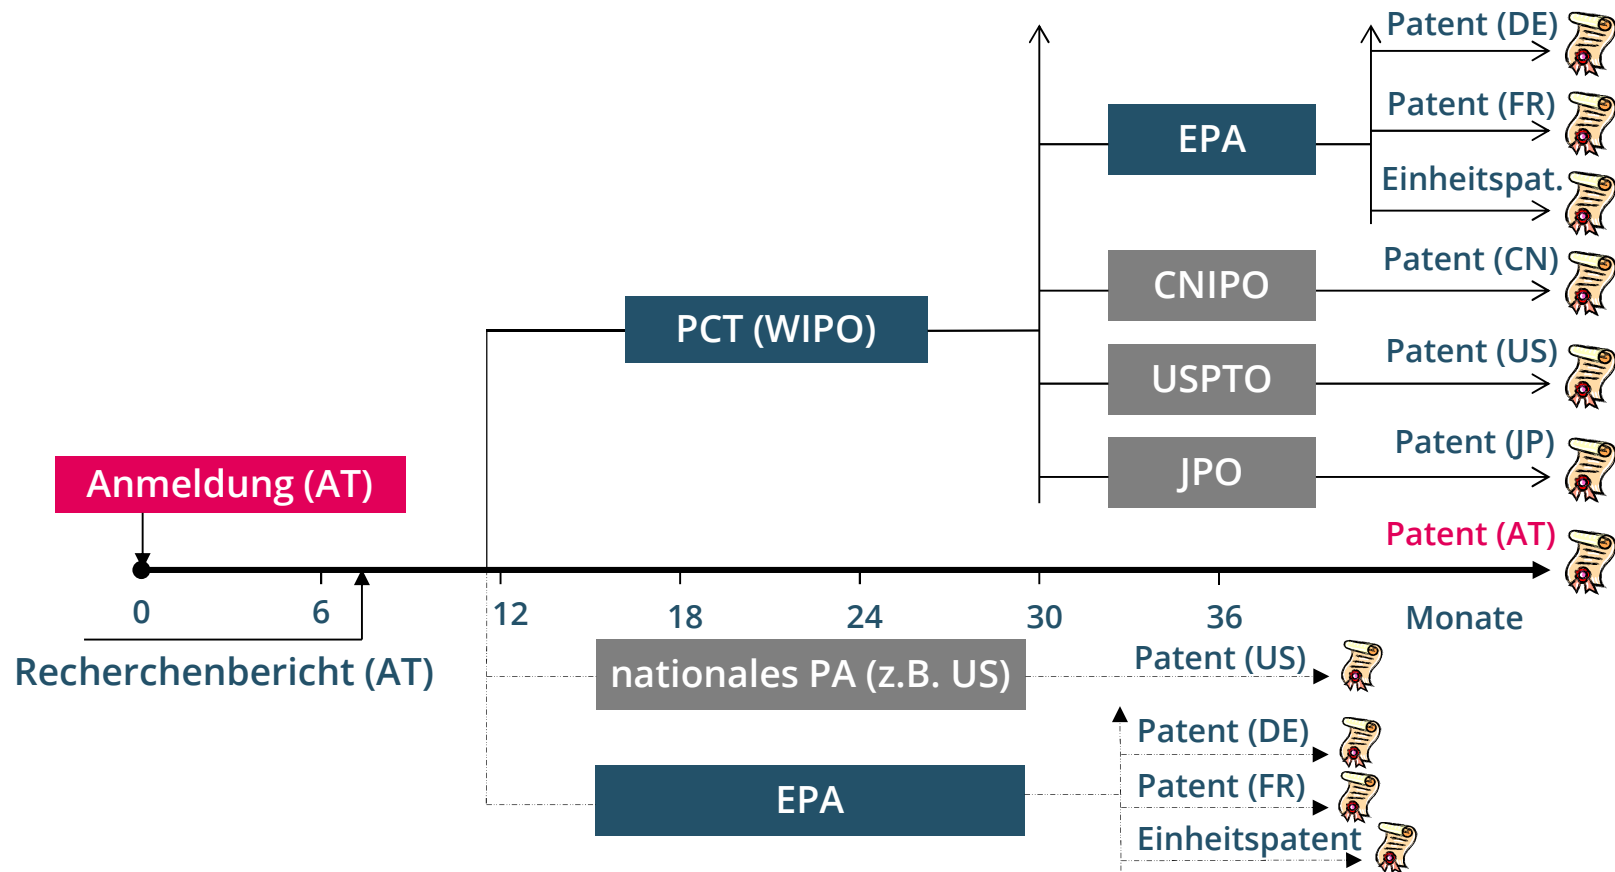 Patent (DE)
Patent (FR)
EPA
Einheitspat.
Patent (CN)
CNIPO
PCT (WIPO)
Patent (US)
USPTO
Patent (JP)
JPO
Anmeldung (AT)
Patent (AT)
0
6
12
18
24
30
36
Monate
Recherchenbericht (AT)
nationales PA (z.B. US)
Patent (US)
Patent (DE)
EPA
Patent (FR)
Einheitspatent